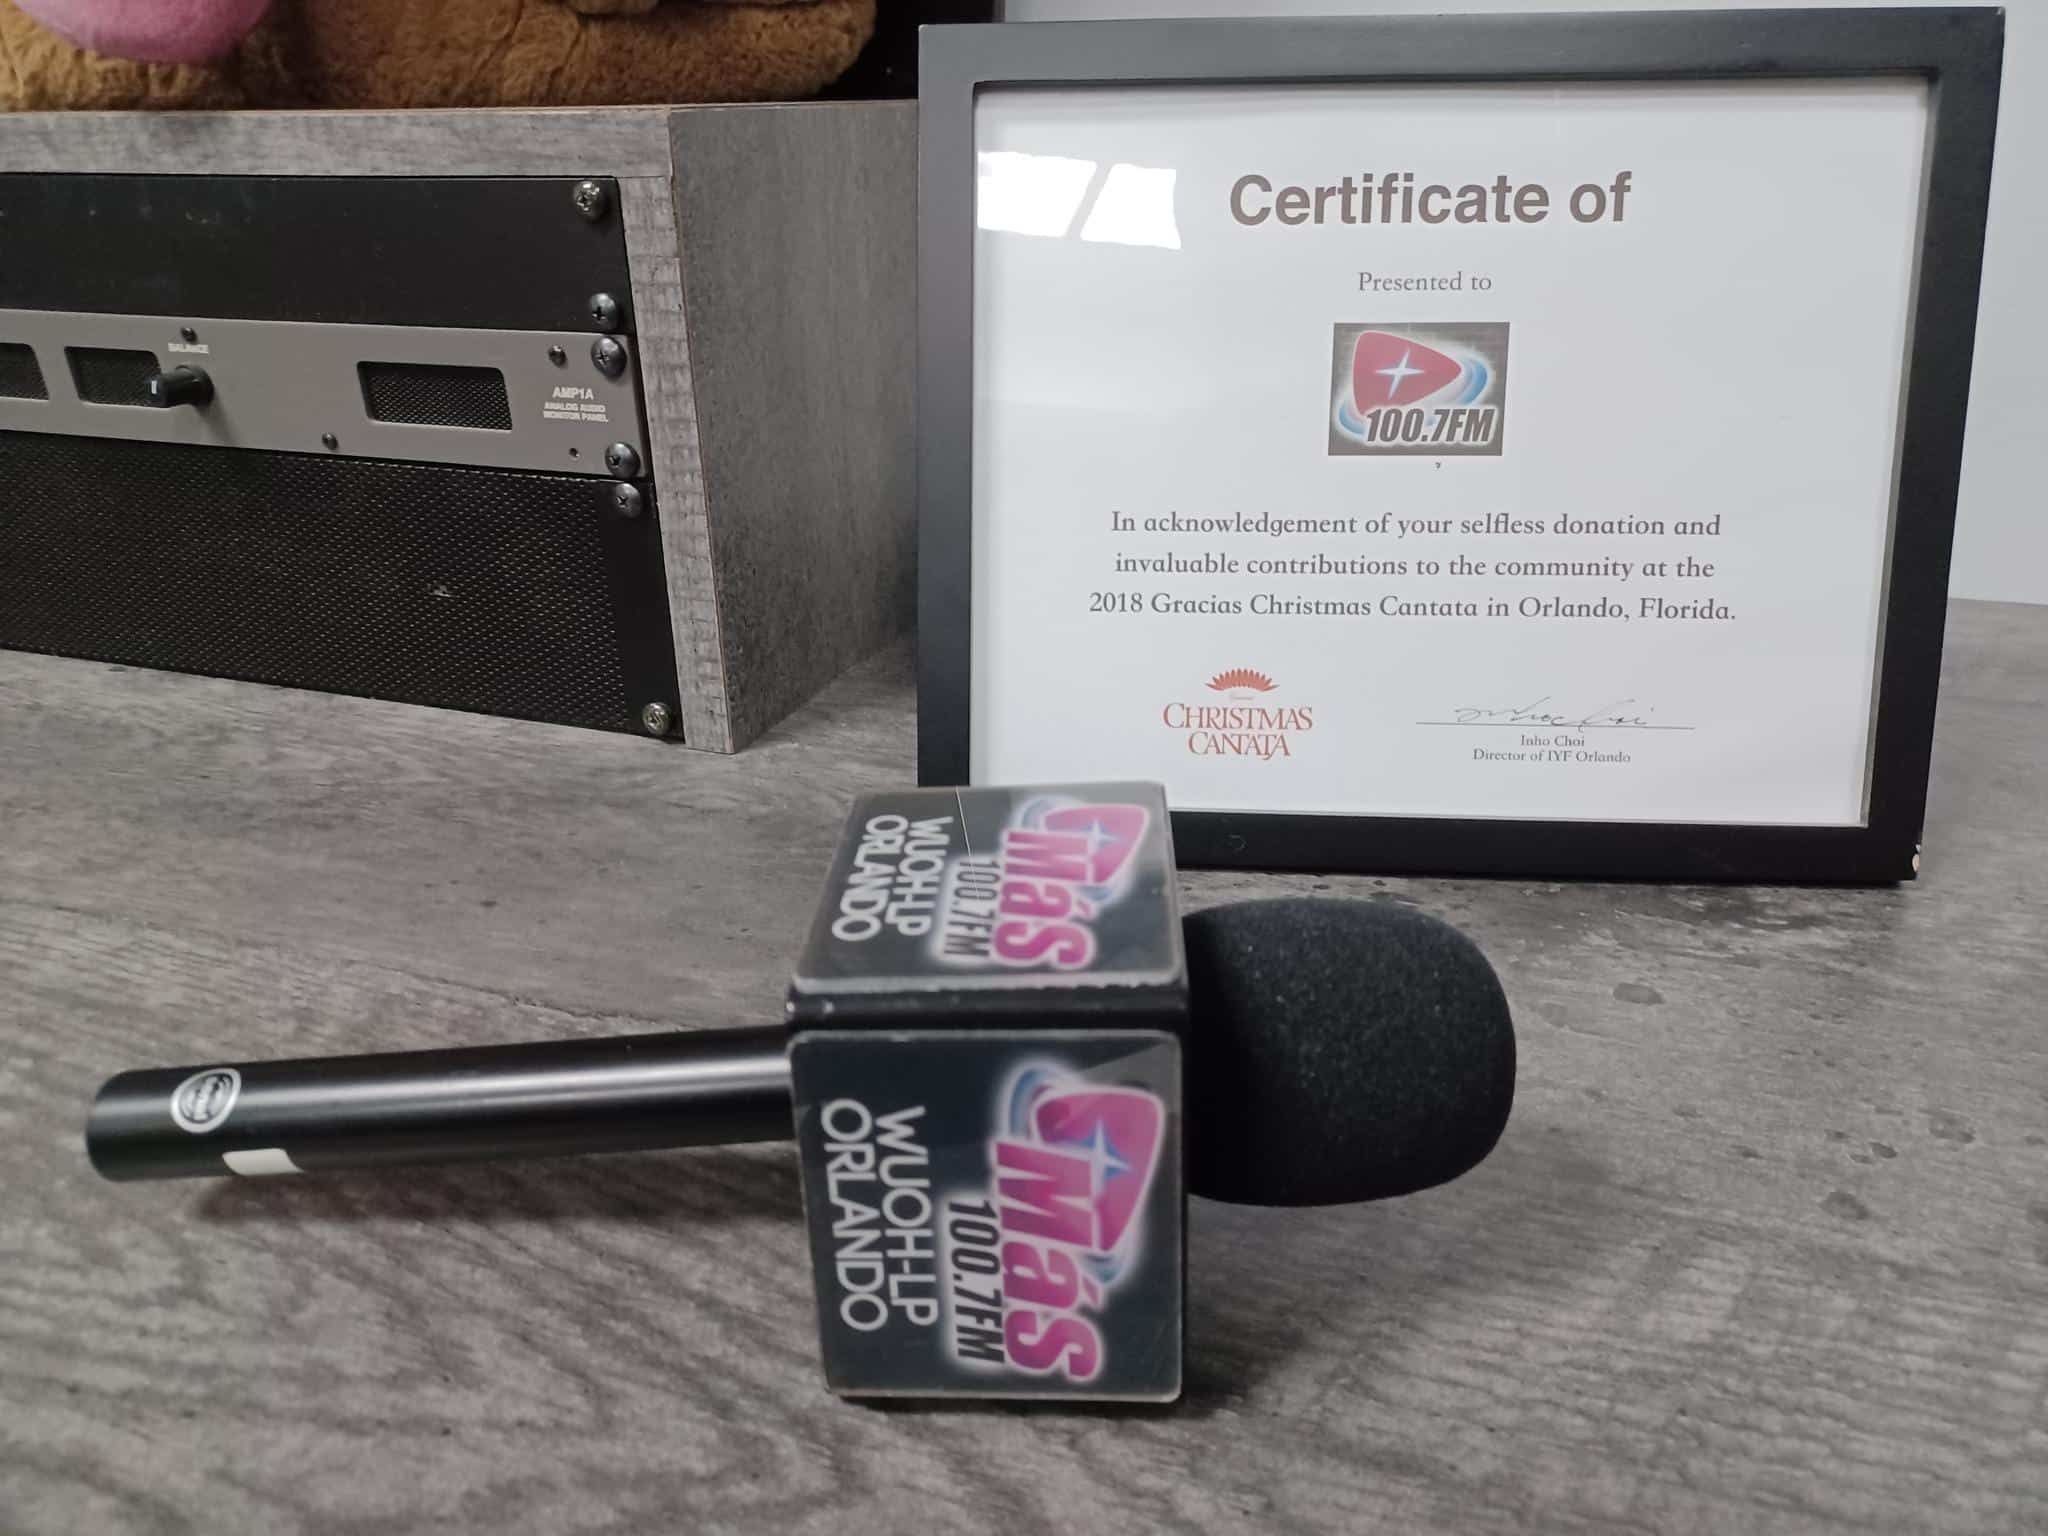 BALANCE
AMP1A
ANALOG AUDIO
MONITOR PANEL
Certificate of
Presented to
100.7FM
In acknowledgement of your selfless donation and
invaluable contributions to the community at the
2018 Gracias Christmas Cantata in Orlando, Florida.
CHRISTMAS
CANTATA
Inho Choi
Director of IYF Orlando
Más
100.7FM
WUOH-LP
ORLANDO
Más
100.7FM
WUOH-LP
ORLANDO